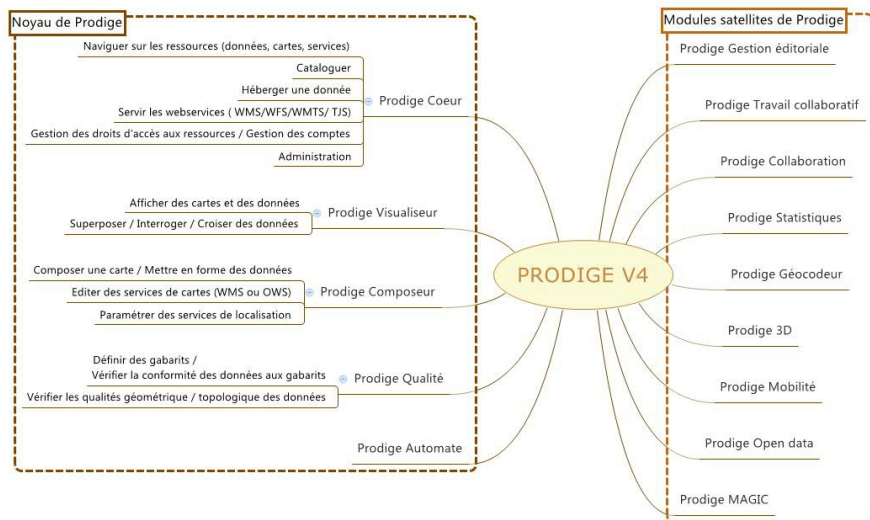 Noyau de Prodige
Naviguer sur les ressources (données, cartes, services)
Cataloguer
Héberger une donnée
Servir les webservices ( WMS/WFS/WMTS/ TJS)
Gestion des droits d'accès aux ressources / Gestion des comptes
Administration
Prodige Coeur
Afficher des cartes et des données
Superposer / Interroger / Croiser des données
Prodige Visualiseur
Composer une carte / Mettre en forme des données
Editer des services de cartes (WMS ou OWS)
Paramétrer des services de localisation
Prodige Composeur
Définir des gabarits /
Vérifier la conformité des données aux gabarits
Vérifier les qualités géométrique / topologique des données
Prodige Qualité
Prodige Automate
PRODIGE V4
Modules satellites de Prodige
Prodige Gestion éditoriale
Prodige Travail collaboratif
Prodige Collaboration
Prodige Statistiques
Prodige Géocodeur
Prodige 3D
Prodige Mobilité
Prodige Open data
Prodige MAGIC